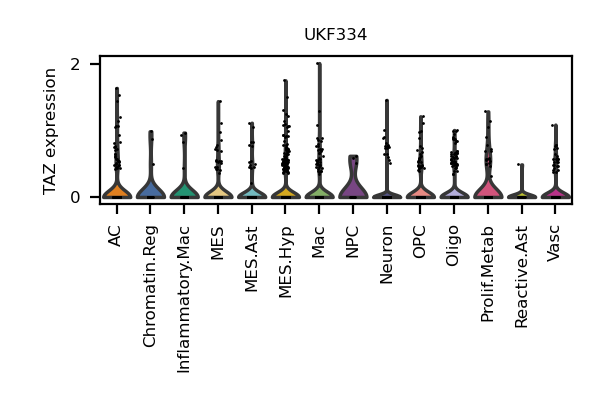 UKF334
TAZ expression
2
0
AC
Chromatin.Reg
Inflammatory.Mac
MES
MES.Ast
MES.Hyp
Mac
NPC
Neuron
OPC
Oligo
Prolif.Metab
Reactive.Ast
Vasc